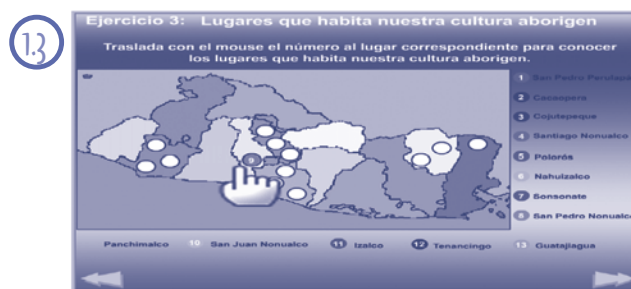 13
Ejercicio 3: Lugares que habita nuestra cultura aborigen
Traslada con el mouse el número al lugar correspondiente para conocer
los lugares que habita nuestra cultura aborigen.
1 San Pedro Perulapán
2 Cacaopera
3 Cojutepeque
4 Santiago Nonualco
5 Polorós
6 Nahuizalco
7 Sonsonate
8 San Pedro Nonualco
9
Panchimalco 10 San Juan Nonualco 11 Izalco 12 Tenancingo 13 Guatajiagua